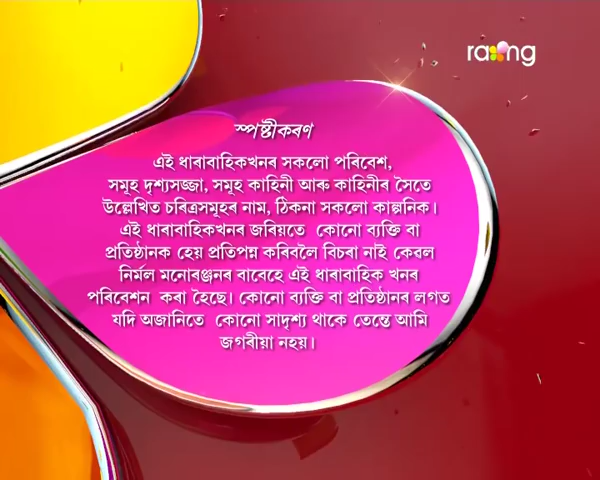 rang
স্পষ্টীকৰণ
এই ধাৰাবাহিকখনৰ সকলো পৰিবেশ,
সমূহ দৃশ্যসজ্জা, সমূহ কাহিনী আৰু কাহিনীৰ সৈতে
উল্লেখিত চৰিত্ৰসমূহৰ নাম, ঠিকনা সকলো কাল্পনিক।
এই ধাৰাবাহিকখনৰ জৰিয়তে কোনো ব্যক্তি বা
প্ৰতিষ্ঠানক হেয় প্ৰতিপন্ন কৰিবলৈ বিচৰা নাই কেৱল
নিৰ্মল মনোৰঞ্জনৰ বাবেহে এই ধাৰাবাহিক খনৰ
পৰিবেশন কৰা হৈছে। কোনো ব্যক্তি বা প্ৰতিষ্ঠানৰ লগত
যদি অজানিতে কোনো সাদৃশ্য থাকে তেন্তে আমি
জগৰীয়া নহয়।